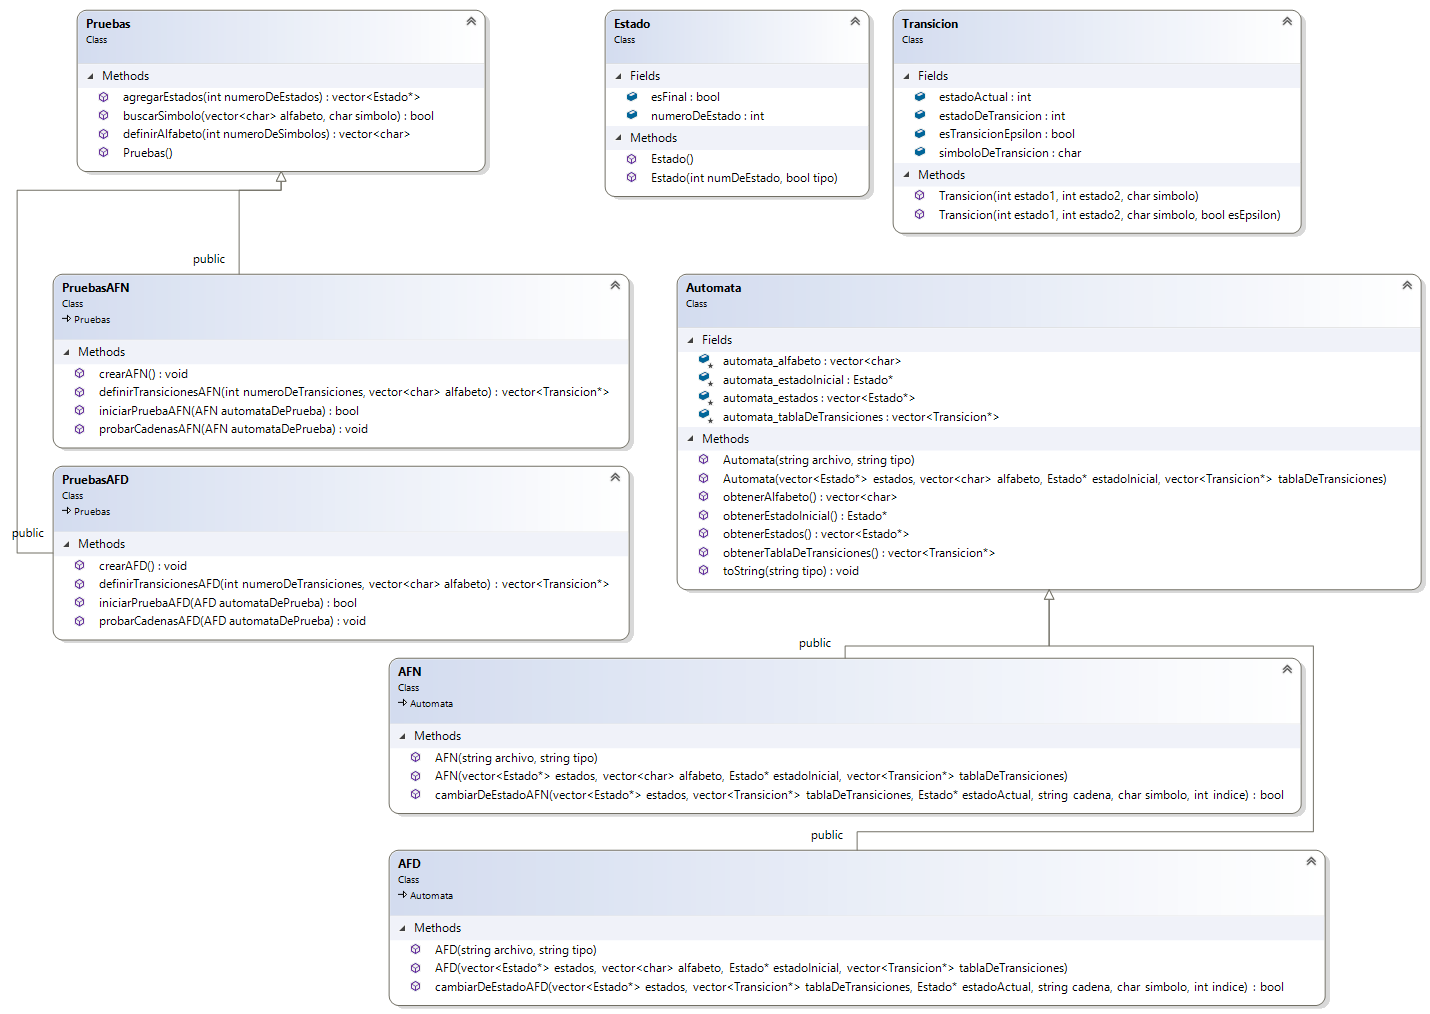 Pruebas
Class
Methods
agregarEstados(int numeroDeEstados) : vector<Estado*>
buscarSimbolo(vector<char> alfabeto, char simbolo) : bool
definirAlfabeto(int numeroDeSimbolos) : vector<char>
Pruebas()
Estado
Class
Fields
esFinal : bool
numeroDeEstado : int
Methods
Estado()
Estado(int numDeEstado, bool tipo)
Transicion
Class
Fields
estadoActual : int
estadoDeTransicion : int
esTransicionEpsilon : bool
simboloDeTransicion : char
Methods
Transicion(int estado1, int estado2, char simbolo)
Transicion(int estado1, int estado2, char simbolo, bool esEpsilon)
public
PruebasAFN
Class
Pruebas
Methods
crearAFN() : void
definirTransicionesAFN(int numeroDeTransiciones, vector<char> alfabeto) : vector<Transicion*>
iniciarPruebaAFN(AFN automataDePrueba) : bool
probarCadenasAFN(AFN automataDePrueba) : void
public
PruebasAFD
Class
Pruebas
Methods
crearAFD() : void
definirTransicionesAFD(int numeroDeTransiciones, vector<char> alfabeto) : vector<Transicion*>
iniciarPruebaAFD(AFD automataDePrueba) : bool
probarCadenasAFD(AFD automataDePrueba) : void
Automata
Class
Fields
automata_alfabeto : vector<char>
automata_estadoInicial : Estado*
automata_estados : vector<Estado*>
automata_tablaDeTransiciones : vector<Transicion*>
Methods
Automata(string archivo, string tipo)
Automata(vector<Estado*> estados, vector<char> alfabeto, Estado* estadoInicial, vector<Transicion*> tablaDeTransiciones)
obtenerAlfabeto() : vector<char>
obtenerEstadoInicial() : Estado*
obtenerEstados() : vector<Estado*>
obtenerTablaDeTransiciones() : vector<Transicion*>
toString(string tipo) : void
public
AFN
Class
Automata
Methods
AFN(string archivo, string tipo)
AFN(vector<Estado*> estados, vector<char> alfabeto, Estado* estadoInicial, vector<Transicion*> tablaDeTransiciones)
cambiarDeEstadoAFN(vector<Estado*> estados, vector<Transicion*> tablaDeTransiciones, Estado* estadoActual, string cadena, char simbolo, int indice) : bool
public
AFD
Class
Automata
Methods
AFD(string archivo, string tipo)
AFD(vector<Estado*> estados, vector<char> alfabeto, Estado* estadoInicial, vector<Transicion*> tablaDeTransiciones)
cambiarDeEstadoAFD(vector<Estado*> estados, vector<Transicion*> tablaDeTransiciones, Estado* estadoActual, string cadena, char simbolo, int indice) : bool